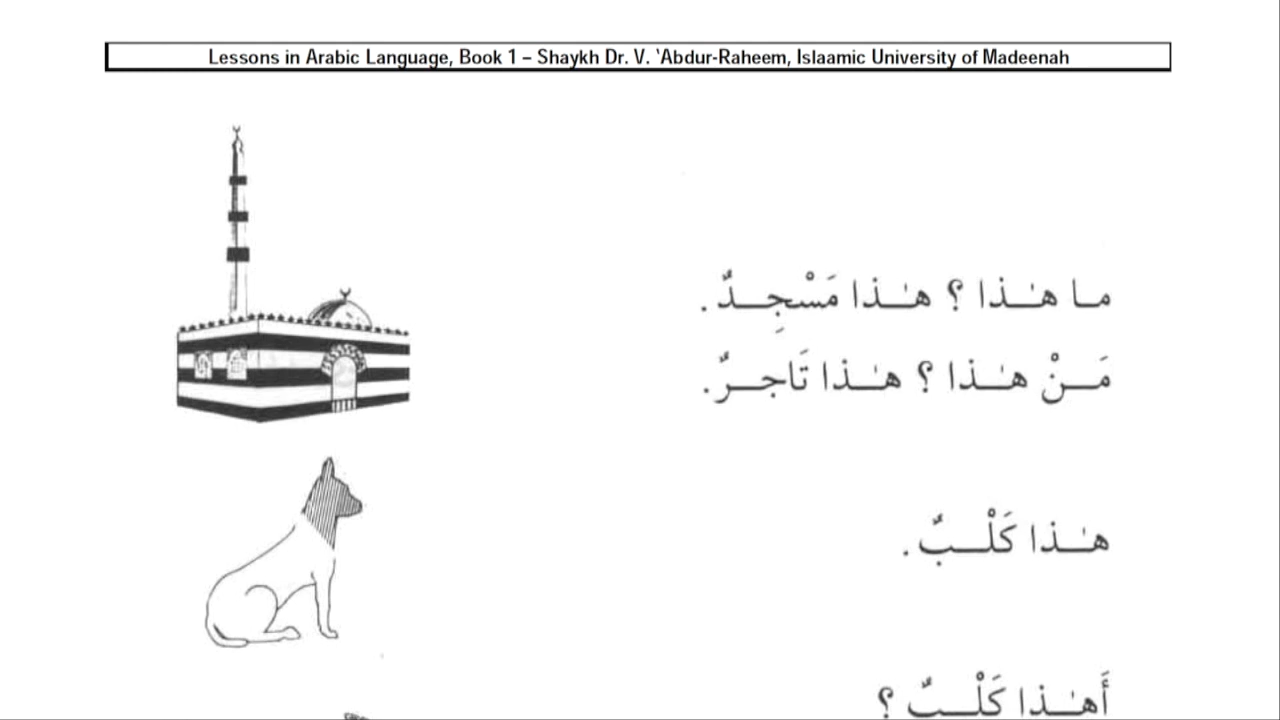 Lessons in Arabic Language, Book 1 – Shaykh Dr. V. `Abdur-Raheem, Islaamic University of Madeenah
ما هٰذا ؟ هٰذا مَسْجِدٌ.
مَنْ هٰذا ؟ هٰذا تَاجرٌ.
هٰذا كَلْبٌ.
أَهٰذا كَلْبٌ ؟